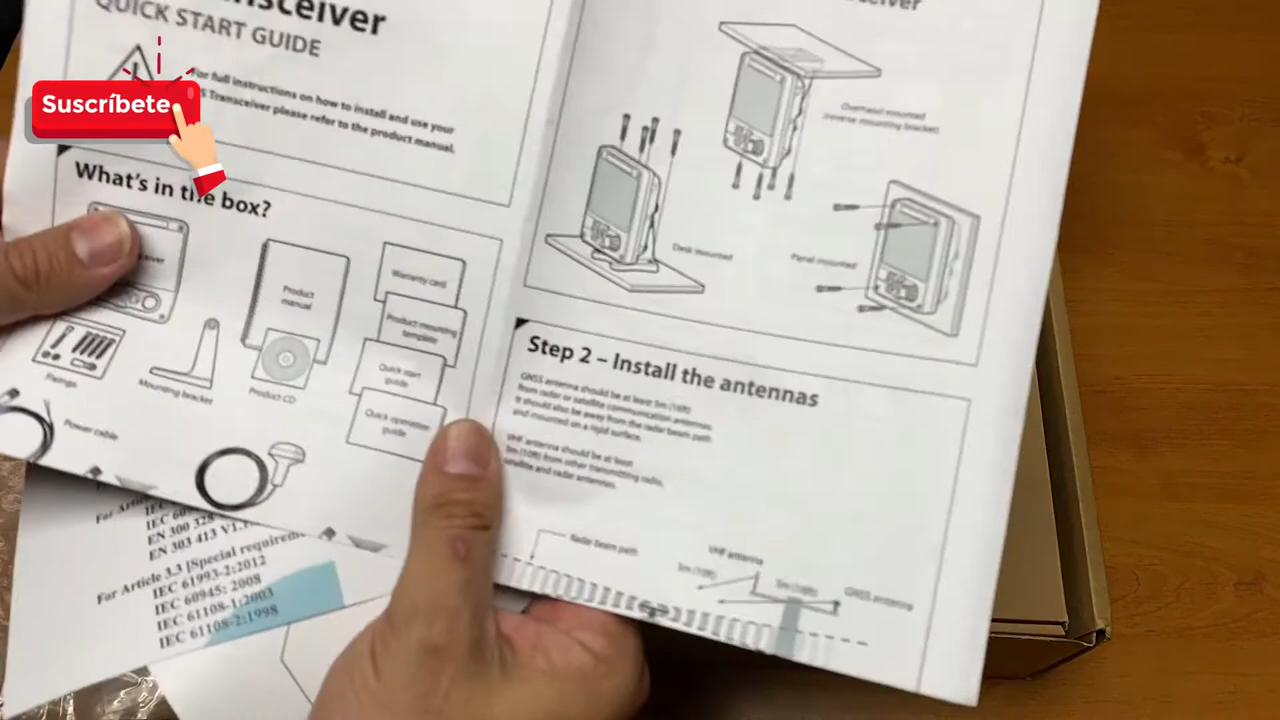 Transceiver
QUICK START GUIDE
For full instructions on how to install and use your
Transceiver please refer to the product manual.
Suscríbete
What's in the box?
Product
manual
Warranty card
Product mounting
template
Quick start
guide
Quick operation
guide
Fixings
Mounting bracket
Product CD
Power cable
Overhead mounted
(reverse mounting bracket)
Desk mounted
Panel mounted
Step 2 – Install the antennas
GNSS antenna should be at least 5m (16ft)
from radar or satellite communication antennas
It should also be away from the radar beam path
and mounted on a rigid surface.
VHF antenna should be at least
3m (10ft) from other transmitting radio,
satellite and radar antennas.
Radar beam path
VHF antenna
3m (10ft)
GNSS antenna
For Article
EN 300 328
EN 303 413
For Article 3.3 [Special
IEC 61993-2:2012
IEC 60945: 2008
IEC 61108-1:2003
IEC 61108-2:1998